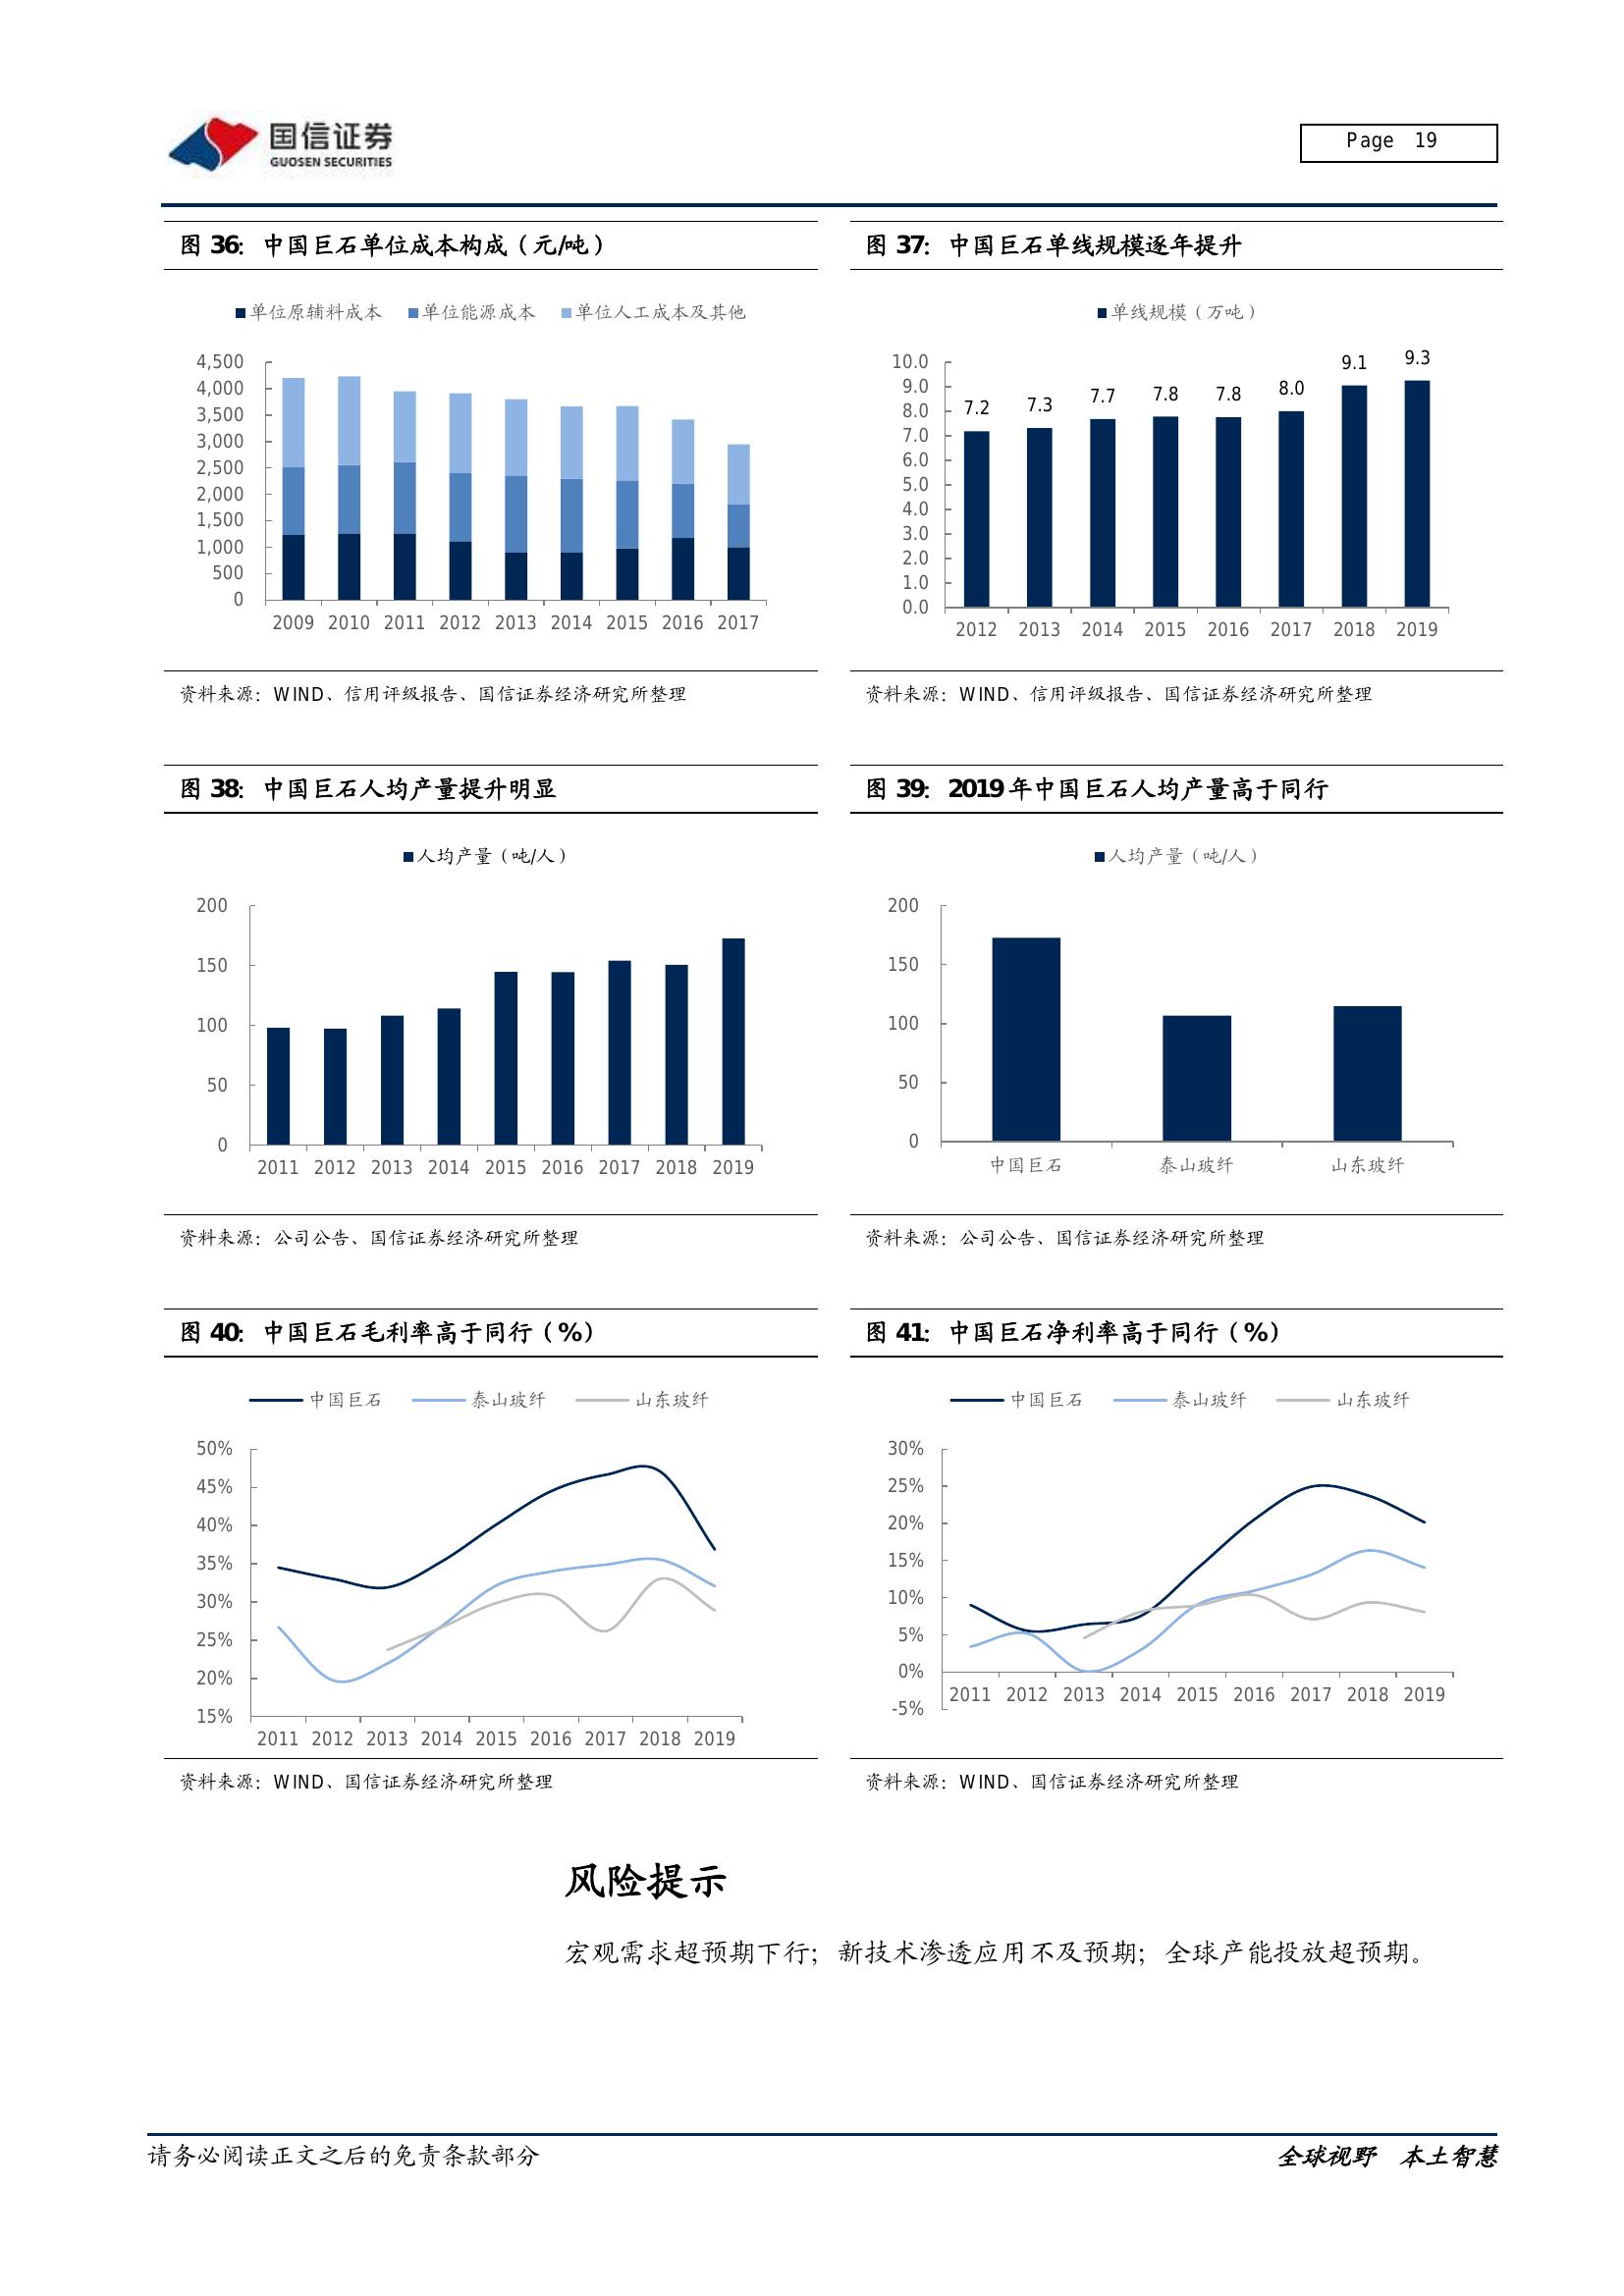 国信证券
GUOSEN SECURITIES
Page 19
图 36: 中国巨石单位成本构成（元/吨）
单位原辅料成本 单位能源成本 单位人工成本及其他
4,500
4,000
3,500
3,000
2,500
2,000
1,500
1,000
500
0
2009 2010 2011 2012 2013 2014 2015 2016 2017
资料来源: WIND、信用评级报告、国信证券经济研究所整理
图 37: 中国巨石单线规模逐年提升
单线规模（万吨）
10.0
9.0
8.0
7.0
6.0
5.0
4.0
3.0
2.0
1.0
0.0
7.2 7.3 7.7 7.8 7.8 8.0 9.1 9.3
2012 2013 2014 2015 2016 2017 2018 2019
资料来源: WIND、信用评级报告、国信证券经济研究所整理
图 38: 中国巨石人均产量提升明显
人均产量（吨/人）
200
150
100
50
0
2011 2012 2013 2014 2015 2016 2017 2018 2019
资料来源: 公司公告、国信证券经济研究所整理
图 39: 2019 年中国巨石人均产量高于同行
人均产量（吨/人）
200
150
100
50
0
中国巨石 泰山玻纤 山东玻纤
资料来源: 公司公告、国信证券经济研究所整理
图 40: 中国巨石毛利率高于同行（%）
中国巨石 泰山玻纤 山东玻纤
50%
45%
40%
35%
30%
25%
20%
15%
2011 2012 2013 2014 2015 2016 2017 2018 2019
资料来源: WIND、国信证券经济研究所整理
图 41: 中国巨石净利率高于同行（%）
中国巨石 泰山玻纤 山东玻纤
30%
25%
20%
15%
10%
5%
0%
-5%
2011 2012 2013 2014 2015 2016 2017 2018 2019
资料来源: WIND、国信证券经济研究所整理
风险提示
宏观需求超预期下行；新技术渗透应用不及预期；全球产能投放超预期。
请务必阅读正文之后的免责条款部分
全球视野 本土智慧